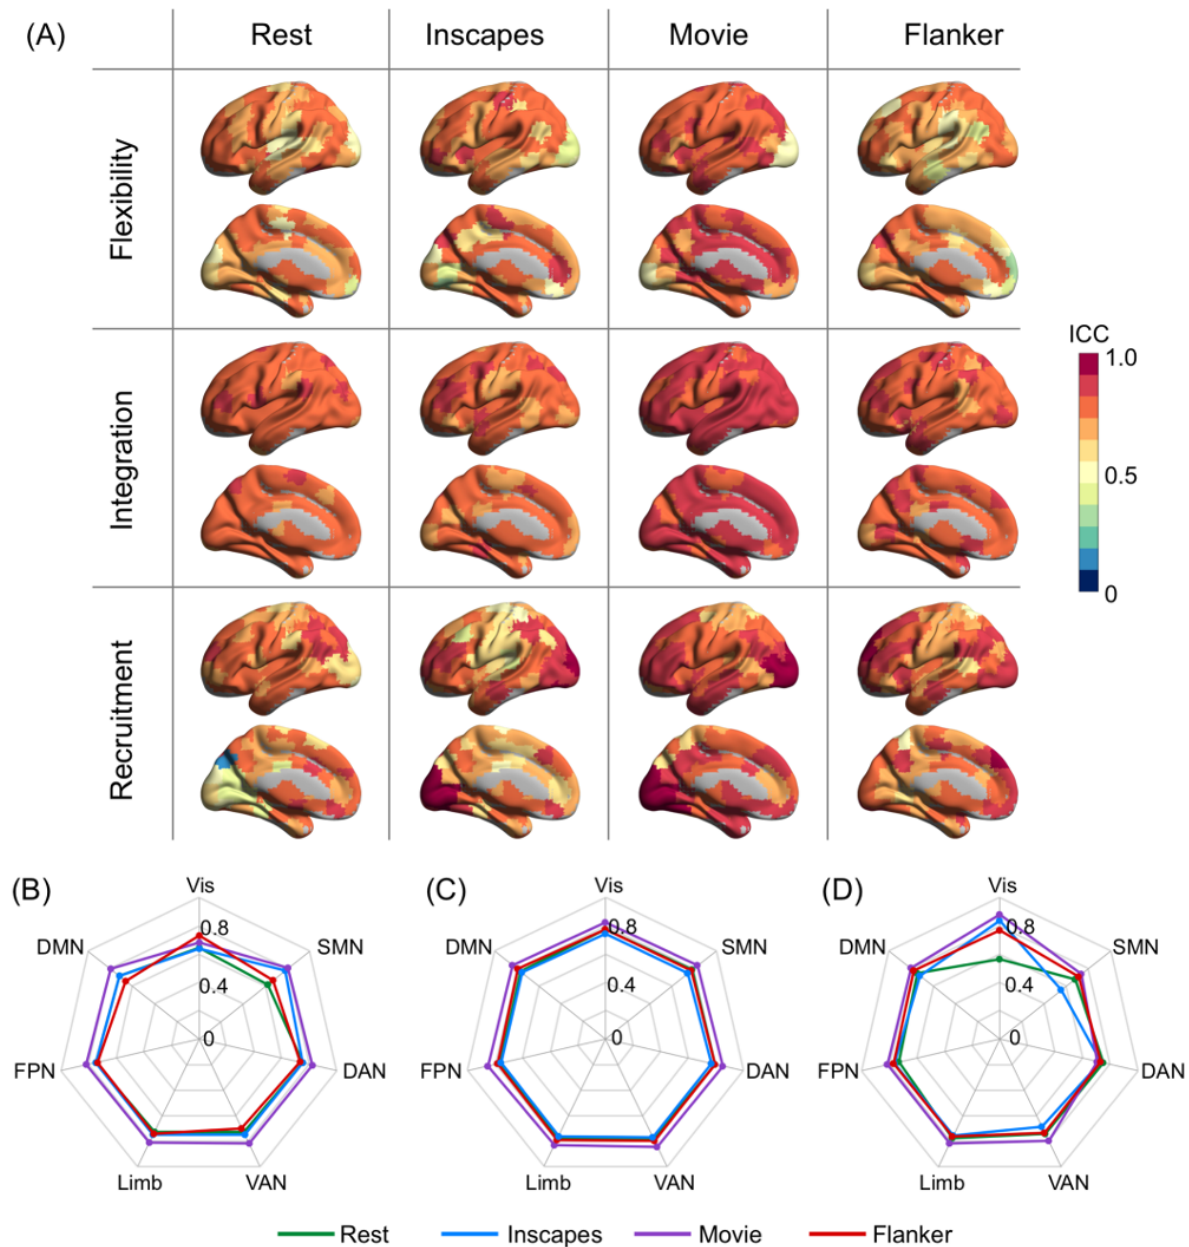 (A)
Rest Inscapes Movie Flanker
Flexibility
Integration
Recruitment
ICC
1.0
0.5
0
(B)
Vis
SMN
DAN
VAN
Limb
FPN
DMN
0.8
0.4
0
(C)
Vis
SMN
DAN
VAN
Limb
FPN
DMN
0.8
0.4
0
(D)
Vis
SMN
DAN
VAN
Limb
FPN
DMN
0.8
0.4
0
Rest Inscapes Movie Flanker